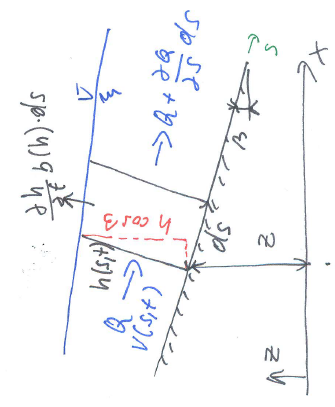 ∂h/∂t b(h)·ds
Q + ∂Q/∂s ds
h cos β
h(s,t)
Q
V(s,t)
ds
β
s
z
z
x